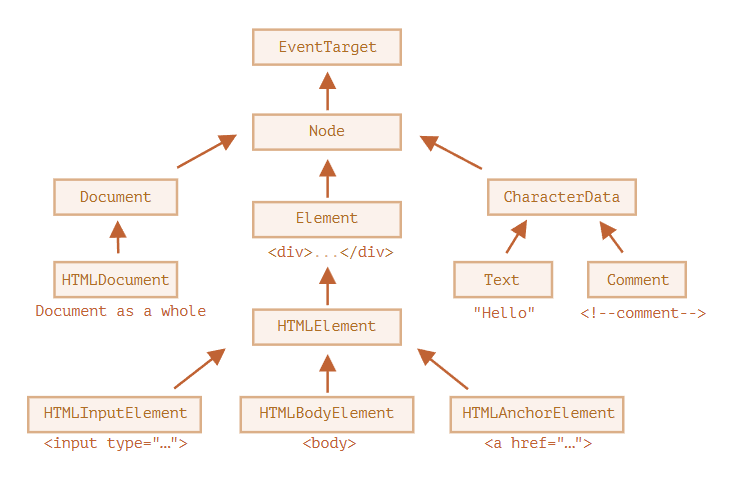 EventTarget
Node
Document
Element
CharacterData
<div>...</div>
HTMLDocument
Text
Comment
Document as a whole
"Hello"
<!--comment-->
HTMLElement
HTMLInputElement
HTMLBodyElement
HTMLAnchorElement
<input type="…">
<body>
<a href="…">